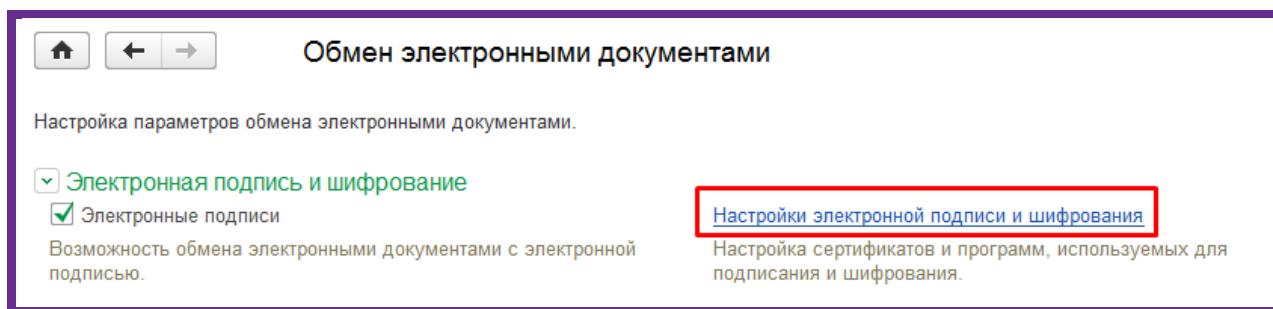 Обмен электронными документами
Настройка параметров обмена электронными документами.
Электронная подпись и шифрование
Электронные подписи
Возможность обмена электронными документами с электронной
подписью.
Настройки электронной подписи и шифрования
Настройка сертификатов и программ, используемых для
подписания и шифрования.